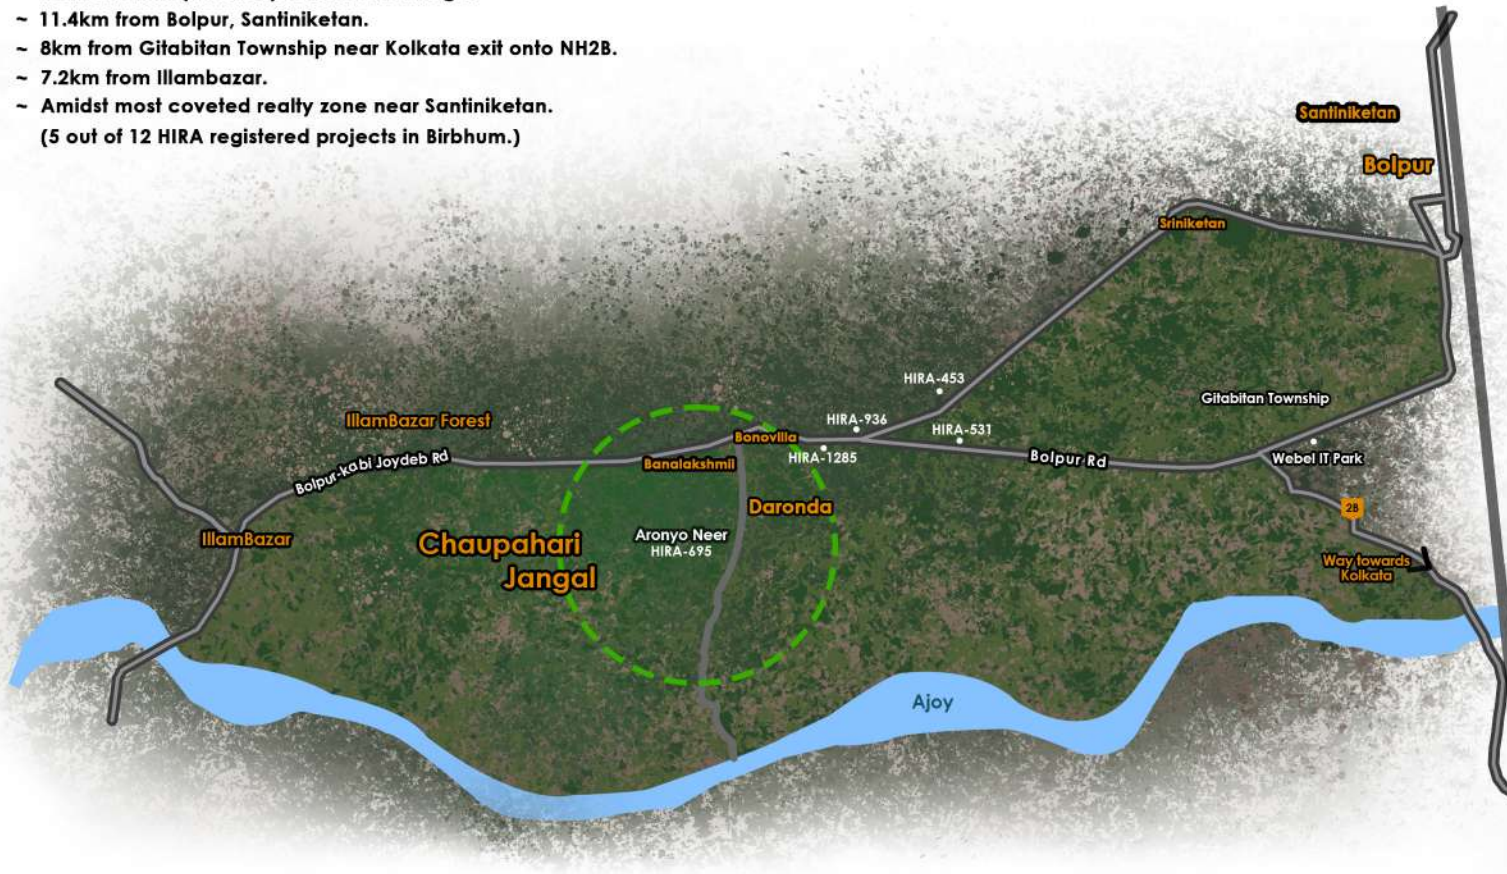 ~ 11.4km from Bolpur, Santiniketan.
~ 8km from Gitabitan Township near Kolkata exit onto NH2B.
~ 7.2km from Illambazar.
~ Amidst most coveted realty zone near Santiniketan.
(5 out of 12 HIRA registered projects in Birbhum.)
Santiniketan
Bolpur
Sriniketan
HIRA-453
Gitabitan Township
IllamBazar Forest
HIRA-936
HIRA-531
Bonovilla
Bolpur-kabi Joydeb Rd
Banalakshmil
HIRA-1285
Bolpur Rd
Webel IT Park
Daronda
2B
IllamBazar
Chaupahari
Jangal
Aronyo Neer
HIRA-695
Way towards
Kolkata
Ajoy